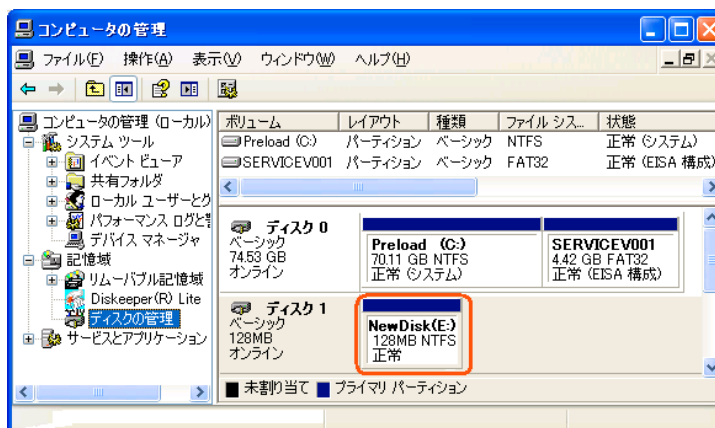 コンピュータの管理
ファイル(F) 操作(A) 表示(V) ウィンドウ(W) ヘルプ(H)
コンピュータの管理 (ローカル)
システム ツール
イベント ビューア
共有フォルダ
ローカル ユーザーとグ
パフォーマンス ログと警
デバイス マネージャ
記憶域
リムーバブル記憶域
Diskeeper(R) Lite
ディスクの管理
サービスとアプリケーション
ボリューム レイアウト 種類 ファイル シス... 状態
Preload (C:) パーティション ベーシック NTFS 正常 (システム)
SERVICEV001 パーティション ベーシック FAT32 正常 (EISA 構成)
ディスク 0
ベーシック
74.53 GB
オンライン
Preload (C:)
70.11 GB NTFS
正常 (システム)
SERVICEV001
4.42 GB FAT32
正常 (EISA 構成)
ディスク 1
ベーシック
128MB
オンライン
NewDisk(E:)
128MB NTFS
正常
未割り当て プライマリ パーティション